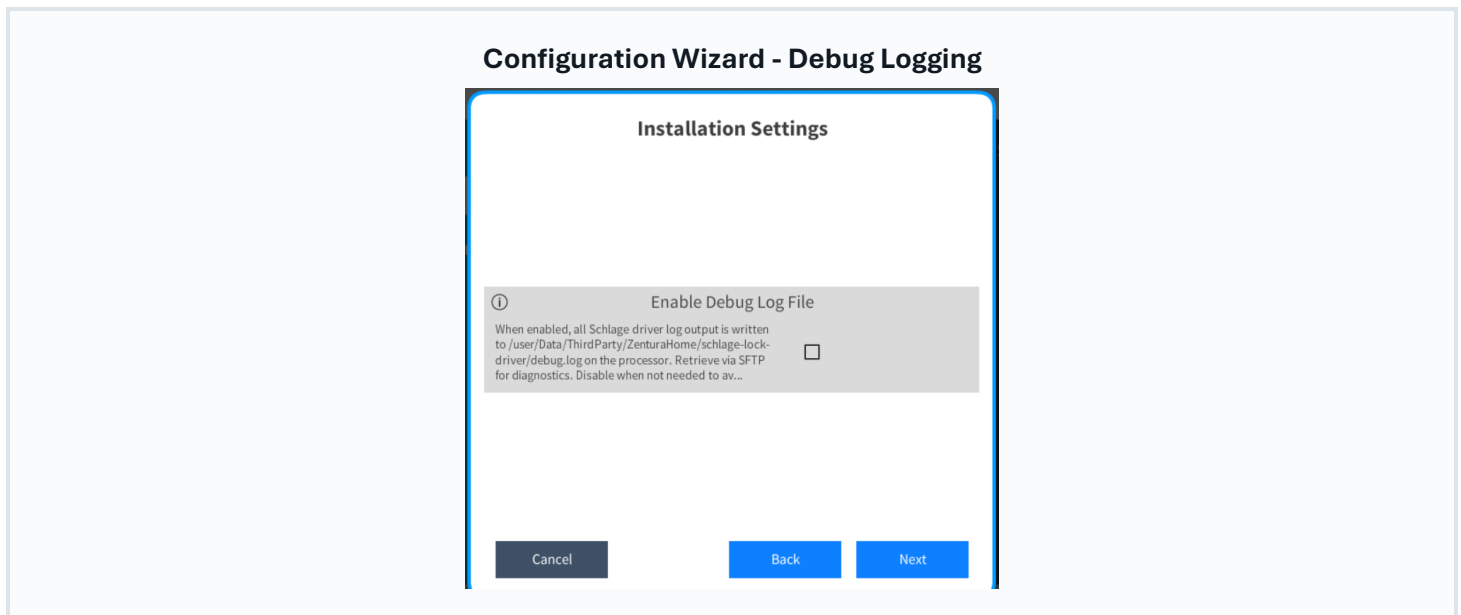 Configuration Wizard - Debug Logging
Installation Settings
Enable Debug Log File
When enabled, all Schlage driver log output is written
to /user/Data/ThirdParty/ZenturaHome/schlage-lock-
driver/debug.log on the processor. Retrieve via SFTP
for diagnostics. Disable when not needed to av...
Cancel
Back
Next